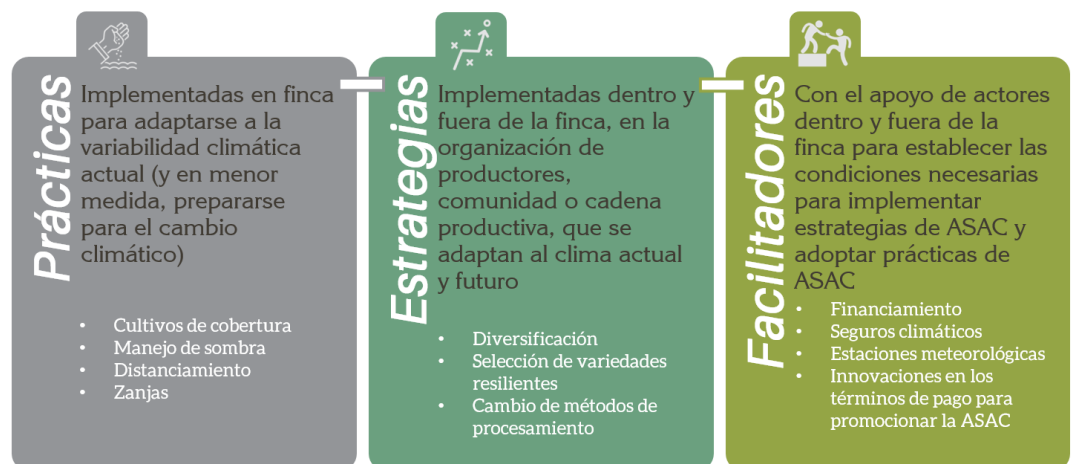 Prácticas
Implementadas en finca
para adaptarse a la
variabilidad climática
actual (y en menor
medida, prepararse
para el cambio
climático)
• Cultivos de cobertura
• Manejo de sombra
• Distanciamiento
• Zanjas
Estrategias
Implementadas dentro y
fuera de la finca, en la
organización de
productores,
comunidad o cadena
productiva, que se
adaptan al clima actual
y futuro
• Diversificación
• Selección de variedades
resilientes
• Cambio de métodos de
procesamiento
Facilitadores
Con el apoyo de actores
dentro y fuera de la
finca para establecer las
condiciones necesarias
para implementar
estrategias de ASAC y
adoptar prácticas de
ASAC
• Financiamiento
• Seguros climáticos
• Estaciones meteorológicas
• Innovaciones en los
términos de pago para
promocionar la ASAC